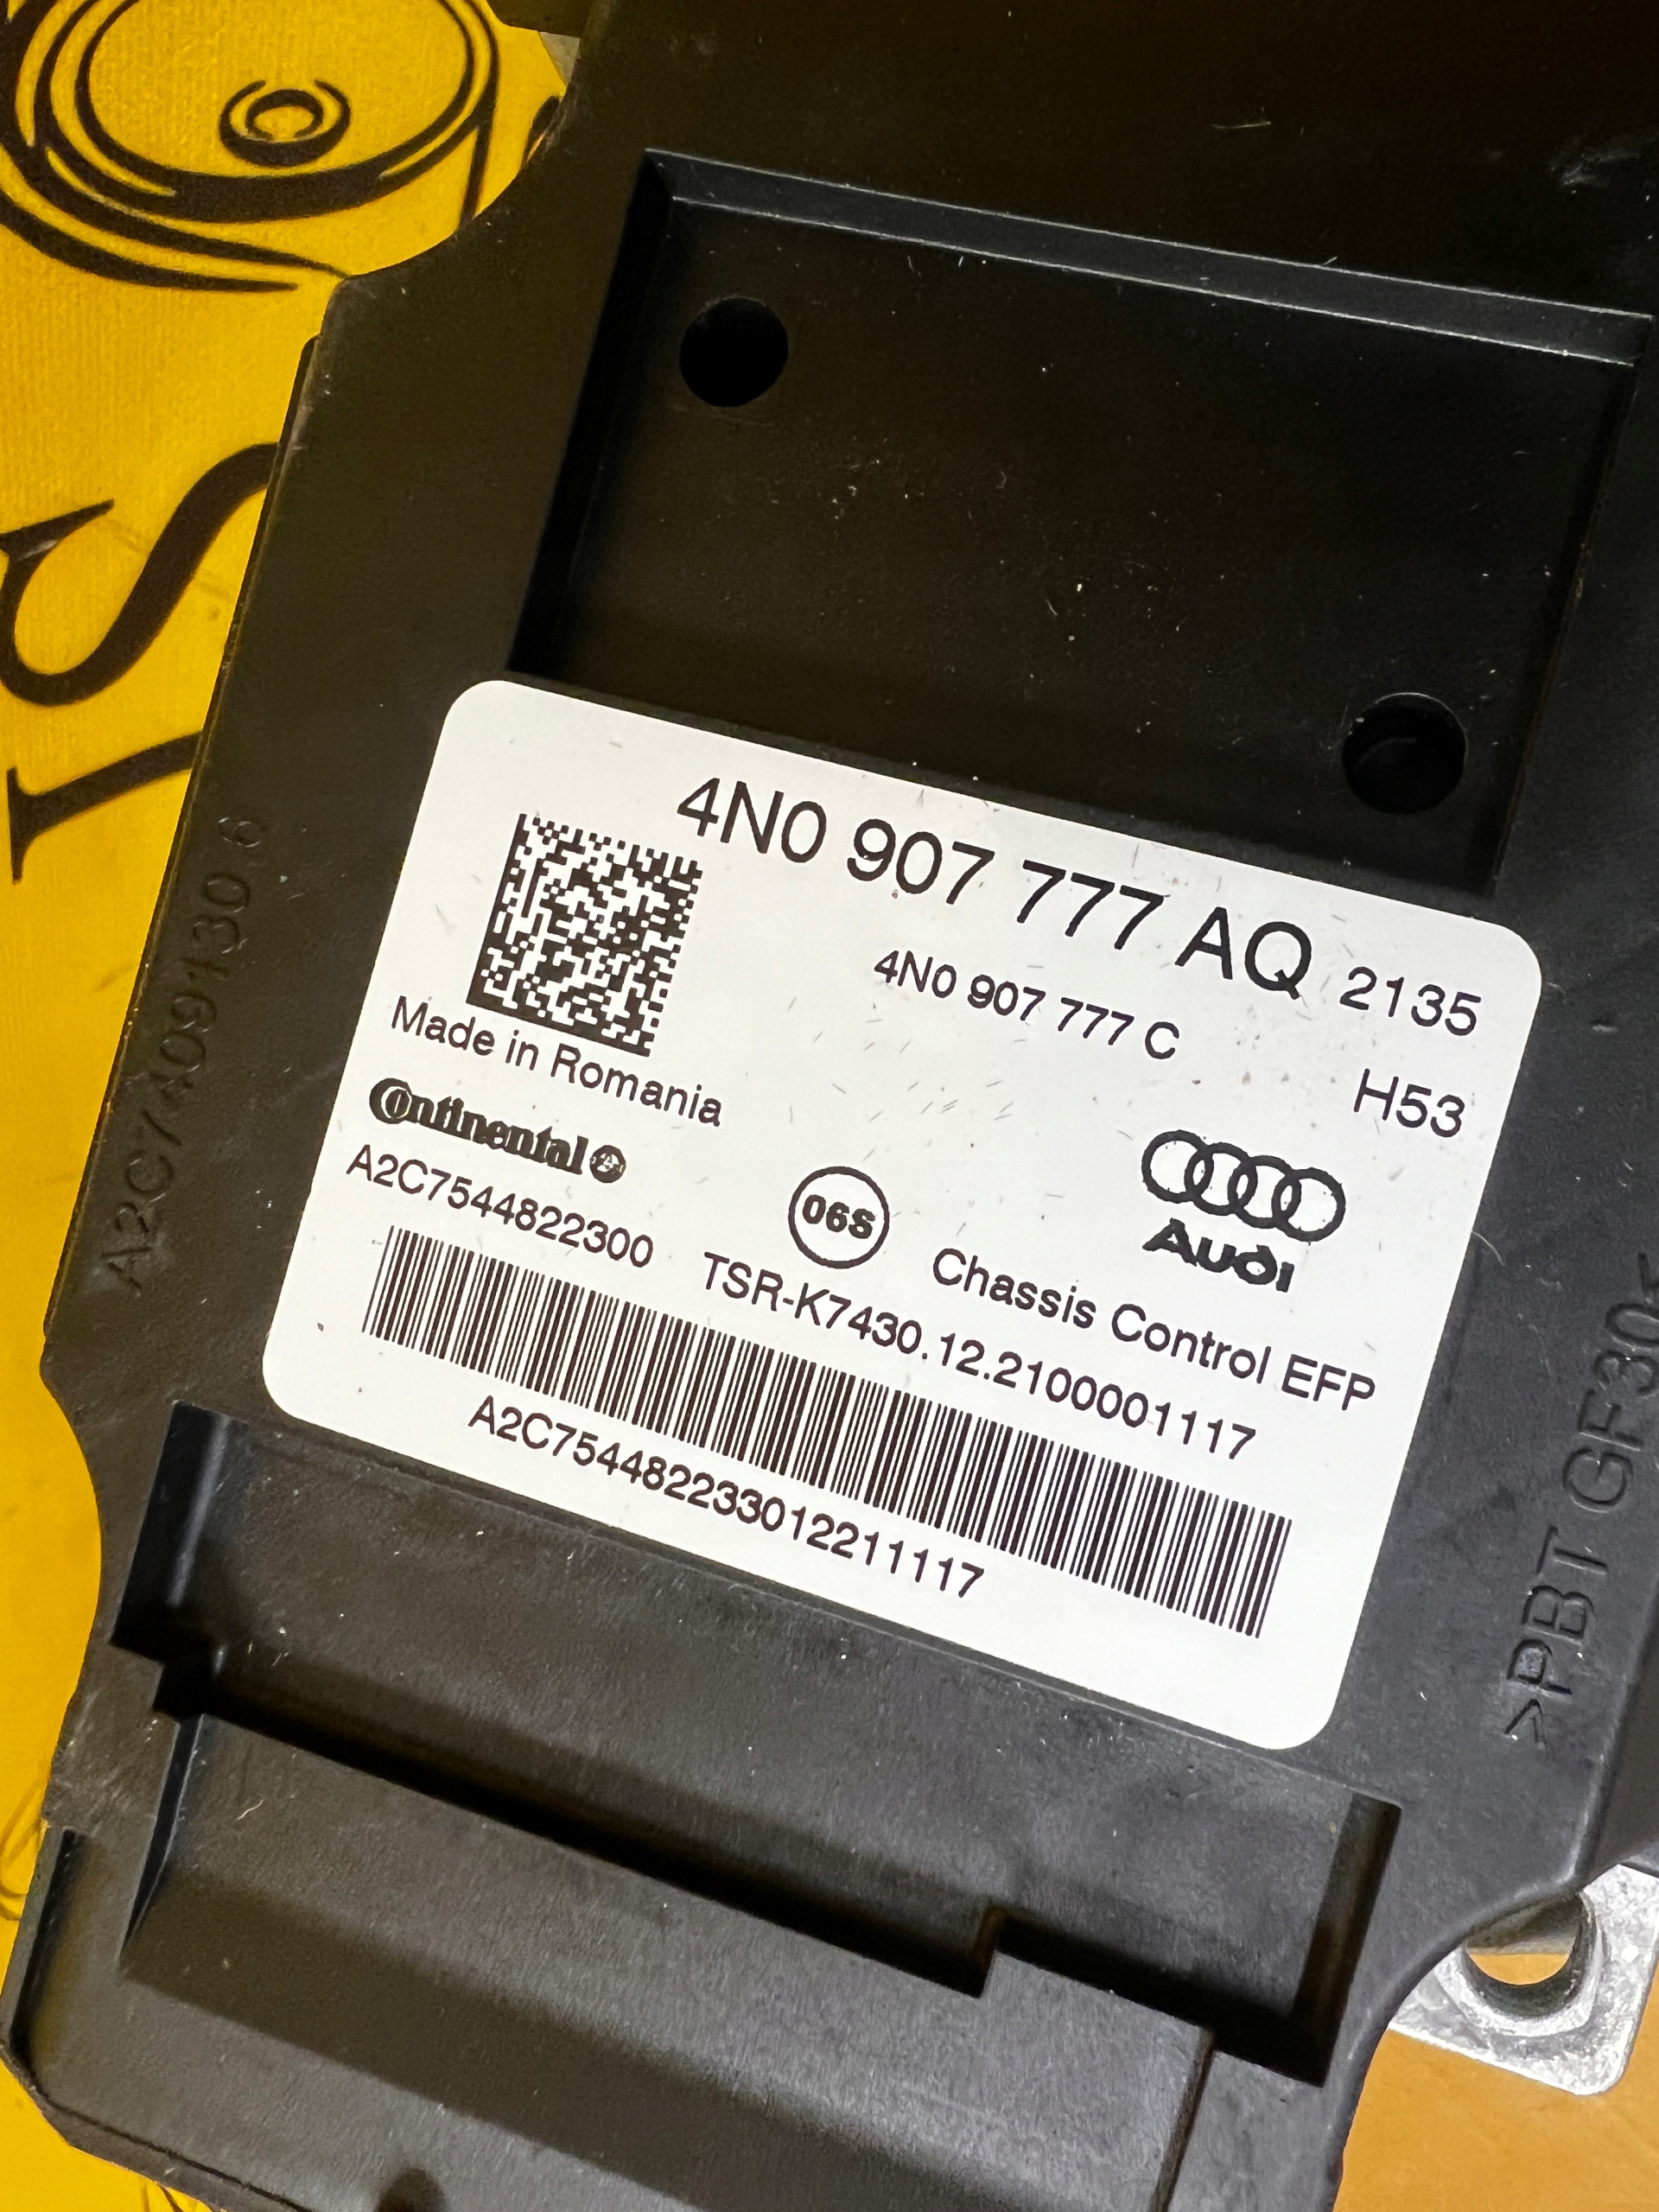 4N0 907 777 AQ 2135
4N0 907 777 C
H53
Made in Romania
Continental
A2C7544822300
06S
Audi
Chassis Control EFP
TSR-K7430.12.2100001117
A2C75448223301221117
A2C74091306
>PBT GF30<
S